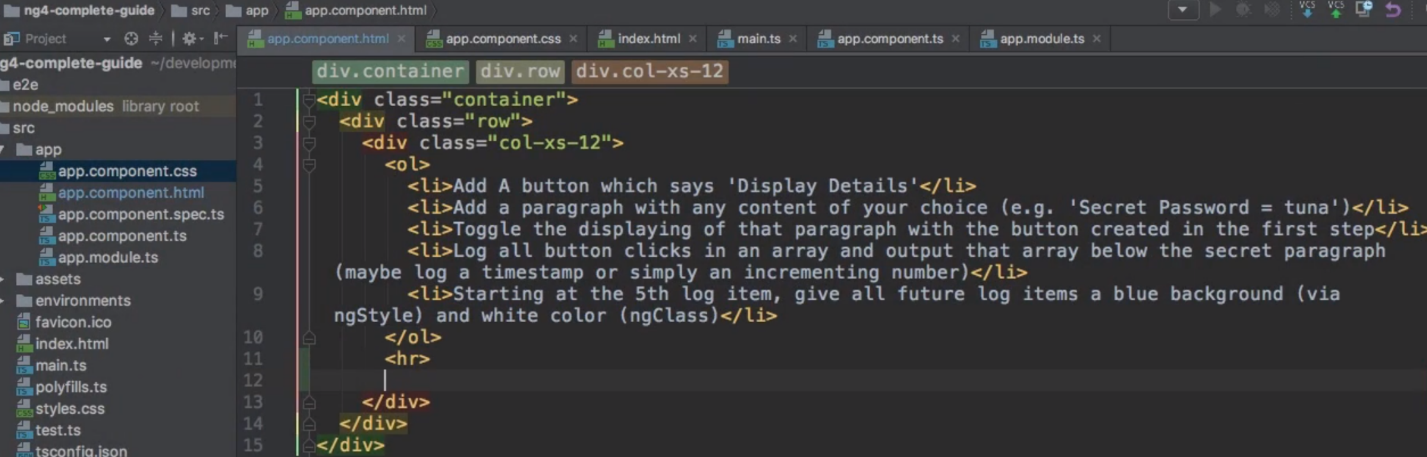 ng4-complete-guide src app app.component.html
Project
app.component.html app.component.css index.html main.ts app.component.ts app.module.ts
g4-complete-guide ~/developme
e2e
node_modules library root
src
app
app.component.css
app.component.html
app.component.spec.ts
app.component.ts
app.module.ts
assets
environments
favicon.ico
index.html
main.ts
polyfills.ts
styles.css
test.ts
tsconfig.json
VCS VCS
div.container div.row div.col-xs-12
1 <div class="container">
2 <div class="row">
3 <div class="col-xs-12">
4 <ol>
5 <li>Add A button which says 'Display Details'</li>
6 <li>Add a paragraph with any content of your choice (e.g. 'Secret Password = tuna')</li>
7 <li>Toggle the displaying of that paragraph with the button created in the first step</li>
8 <li>Log all button clicks in an array and output that array below the secret paragraph
(maybe log a timestamp or simply an incrementing number)</li>
9 <li>Starting at the 5th log item, give all future log items a blue background (via
ngStyle) and white color (ngClass)</li>
10 </ol>
11 <hr>
12
13 </div>
14 </div>
15 </div>